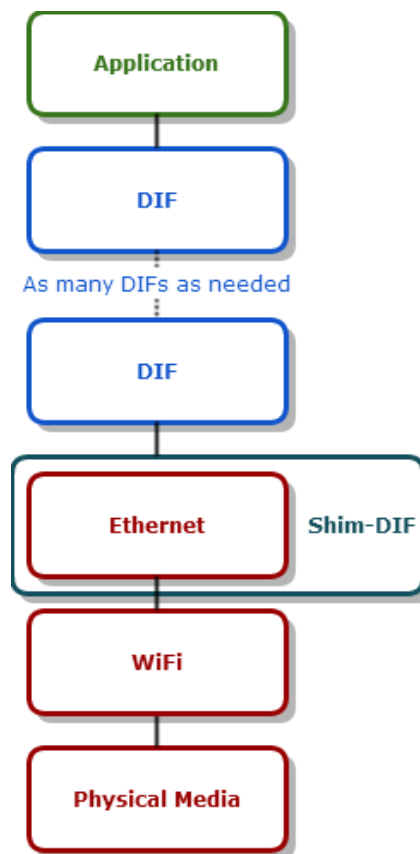 Application
DIF
As many DIFs as needed
DIF
Ethernet Shim-DIF
WiFi
Physical Media